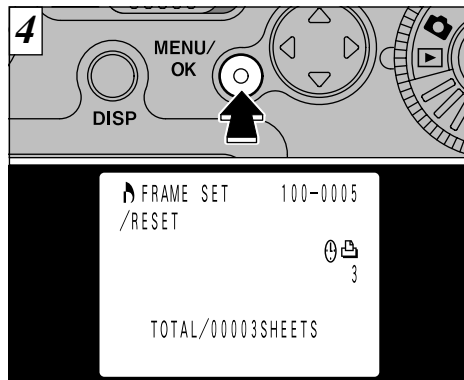 4
MENU/
OK
DISP
FRAME SET 100-0005
/RESET
3
TOTAL/00003SHEETS